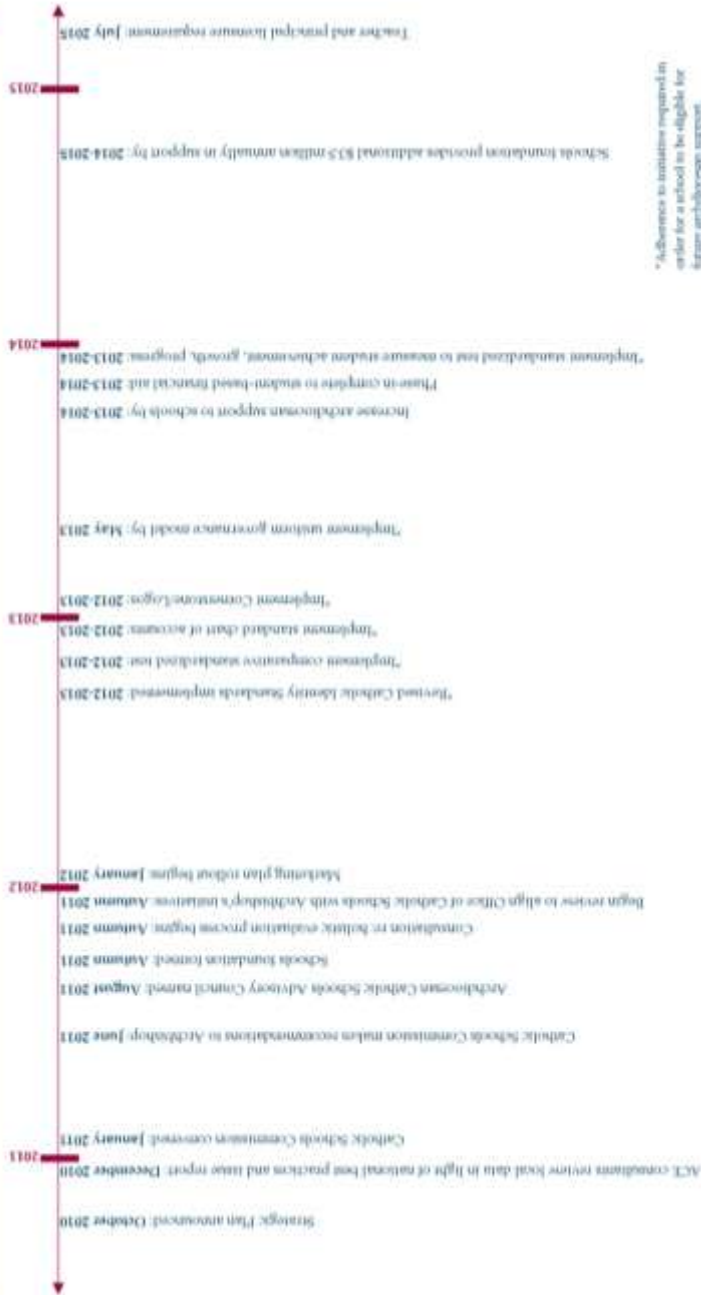 Strategic Plan announced: October 2010
ACE consultants review local data in light of national best practices and issue report: December 2010
2011
Catholic Schools Commission convened: January 2011
Catholic Schools Commission makes recommendations to Archbishop: June 2011
Archdiocesan Catholic Schools Advisory Council named: August 2011
Schools foundation formed: Autumn 2011
Consultation re: holistic evaluation process begins: Autumn 2011
Begin review to align Office of Catholic Schools with Archbishop's initiatives: Autumn 2011
2012
Marketing plan rollout begins: January 2012
*Revised Catholic Identity Standards implemented: 2012-2013
*Implement comparative standardized test: 2012-2013
*Implement standard chart of accounts: 2012-2013
2013
*Implement Cornerstone/Logos: 2012-2013
*Implement uniform governance model by: May 2013
Increase archdiocesan support to schools by: 2013-2014
Phase-in complete to student-based financial aid: 2013-2014
*Implement standardized test to measure student achievement, growth, progress: 2013-2014
2014
Schools foundation provides additional $3.5 million annually in support by: 2014-2015
2015
Teacher and principal licensure requirement: July 2015
*Adherence to initiative required in
order for a school to be eligible for
future archdiocesan support